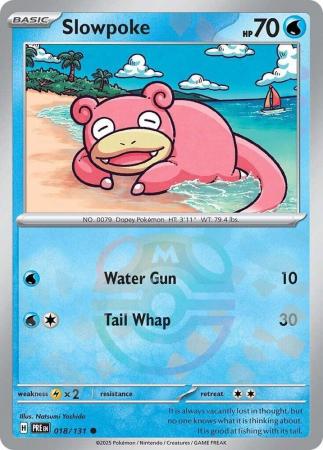 BASIC
Slowpoke
HP 70
NO. 0079 Dopey Pokémon HT: 3'11" WT: 79.4 lbs.
M
Water Gun 10
Tail Whap 30
weakness ×2 resistance retreat
Illus. Natsumi Yoshida
H PRE EN 018/131
It is always vacantly lost in thought, but
no one knows what it is thinking about.
It is good at fishing with its tail.
©2025 Pokémon / Nintendo / Creatures / GAME FREAK